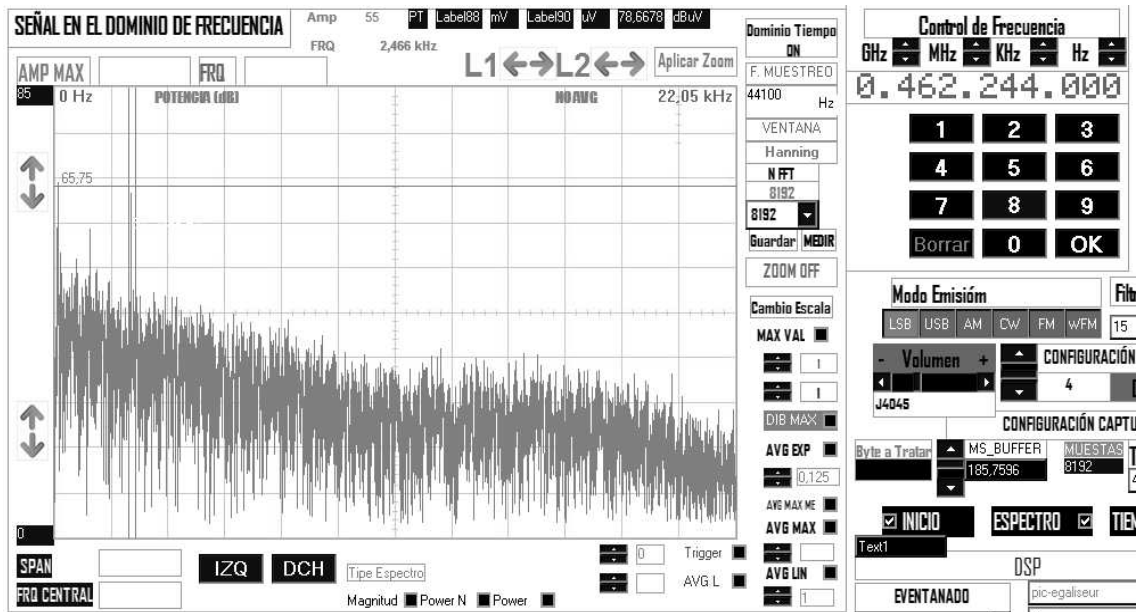 SEÑAL EN EL DOMINIO DE FRECUENCIA
Amp 55 PT Label88 mV Label90 uV 78,6678 dBuV
FRQ 2,466 kHz
L1 L2 Aplicar Zoom
AMP MAX FRQ
85 0 Hz POTENCIA (dB) NO AVG 22,05 kHz
65,75
0
SPAN
FRQ CENTRAL
IZQ DCH
Tipe Espectro
Magnitud Power N Power
0 Trigger
AVG L
Dominio Tiempo
ON
F. MUESTREO
44100 Hz
VENTANA
Hanning
N FFT
8192
8192
Guardar MEDIR
ZOOM OFF
Cambio Escala
MAX VAL
1
1
DIB MAX
AVG EXP
0,125
AVG MAX ME
AVG MAX
AVG LIN
1
Control de Frecuencia
GHz MHz KHz Hz
0.462.244.000
1 2 3
4 5 6
7 8 9
Borrar 0 OK
Modo Emisióm Filt
LSB USB AM CW FM WFM 15
- Volumen + CONFIGURACIÓN
4
J4045
CONFIGURACIÓN CAPTU
Byte a Tratar MS_BUFFER MUESTAS T
185,7596 8192 4
INICIO ESPECTRO TIEM
Text1
DSP
EVENTANADO pic-egaliseur